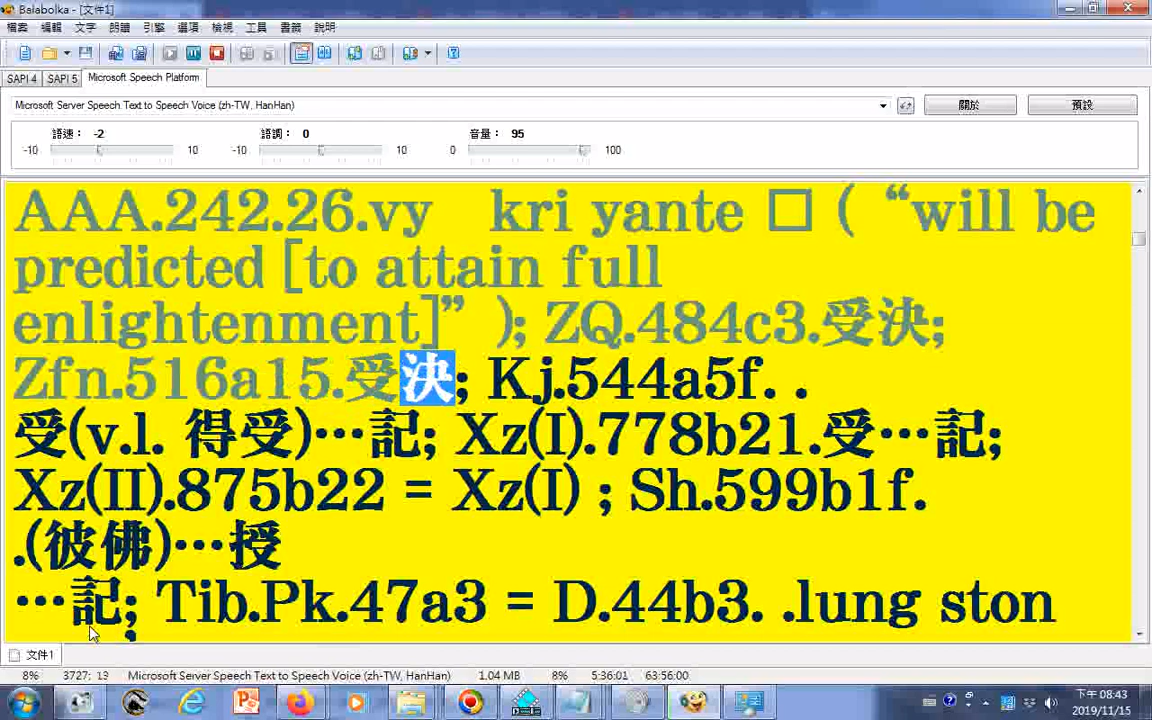 Balabolka - [文件1]
檔案 編輯 文字 朗讀 引擎 選項 檢視 工具 書籤 說明
SAPI 4 SAPI 5 Microsoft Speech Platform
Microsoft Server Speech Text to Speech Voice (zh-TW, HanHan) 關於 預設
語速： -2 語調： 0 音量： 95
-10 10 -10 10 0 100
AAA.242.26.vy kri yante □ ( “will be
predicted [to attain full
enlightenment]” ); ZQ.484c3.受決;
Zfn.516a15.受決; Kj.544a5f. .
受(v.l. 得受)…記; Xz(I).778b21.受…記;
Xz(II).875b22 = Xz(I) ; Sh.599b1f.
.(彼佛)…授
…記; Tib.Pk.47a3 = D.44b3. .lung ston
文件1
8% 3727: 13 Microsoft Server Speech Text to Speech Voice (zh-TW, HanHan) 1.04 MB 8% 5:36:01 63:56:00
下午 08:43
2019/11/15